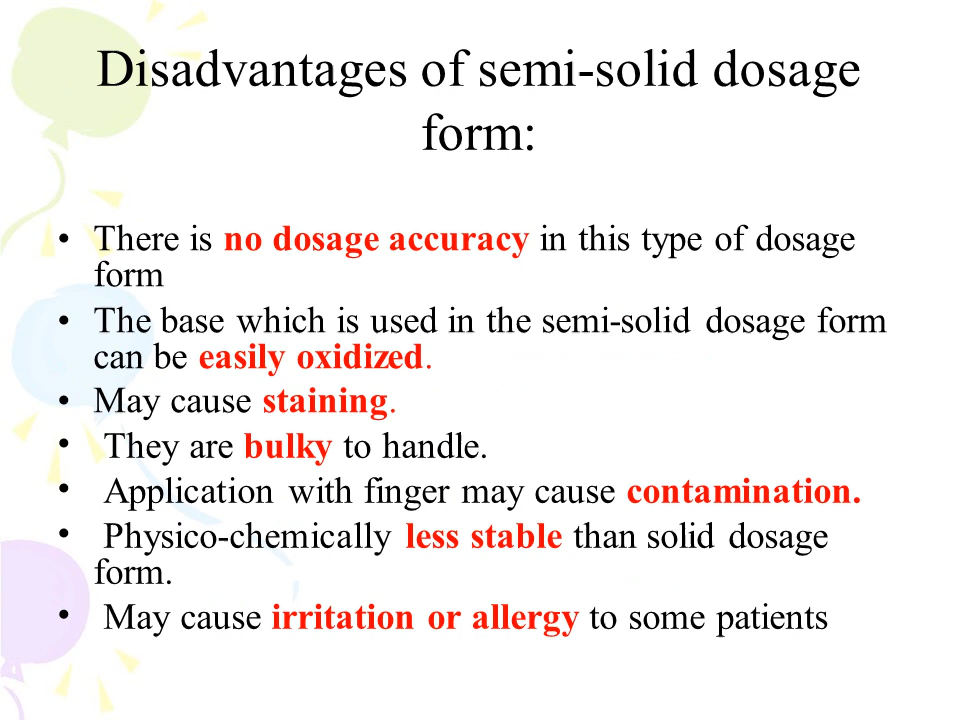 Disadvantages of semi-solid dosage
form:
• There is no dosage accuracy in this type of dosage
form
• The base which is used in the semi-solid dosage form
can be easily oxidized.
• May cause staining.
• They are bulky to handle.
• Application with finger may cause contamination.
• Physico-chemically less stable than solid dosage
form.
• May cause irritation or allergy to some patients